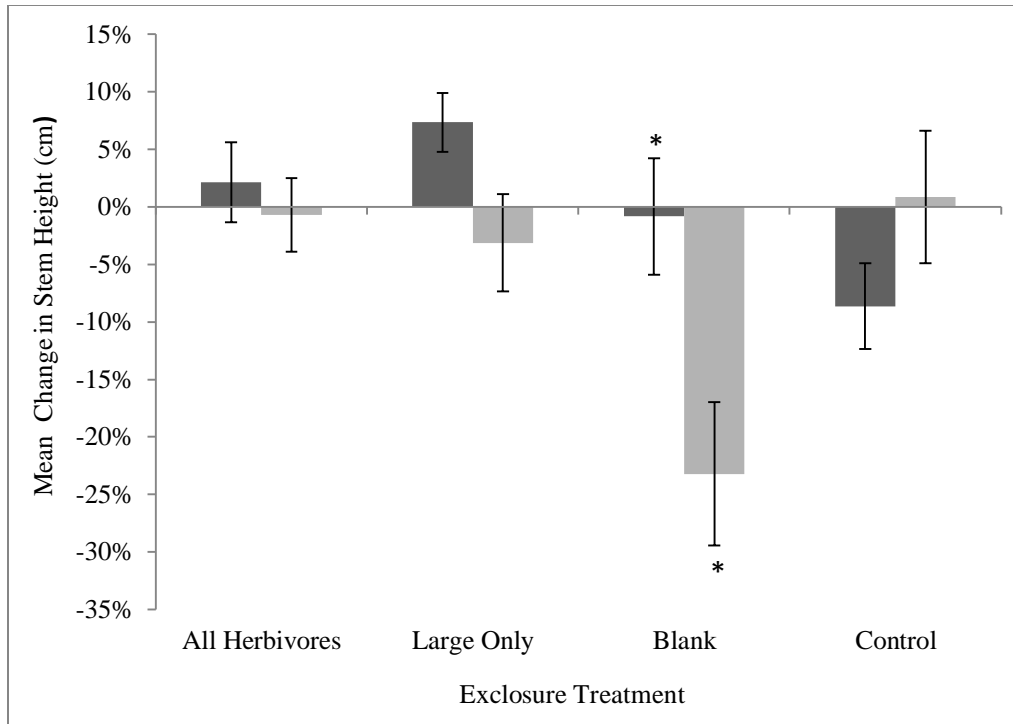 Mean Change in Stem Height (cm)
15%
10%
5%
0%
-5%
-10%
-15%
-20%
-25%
-30%
-35%
*
*
All Herbivores
Large Only
Blank
Control
Exclosure Treatment